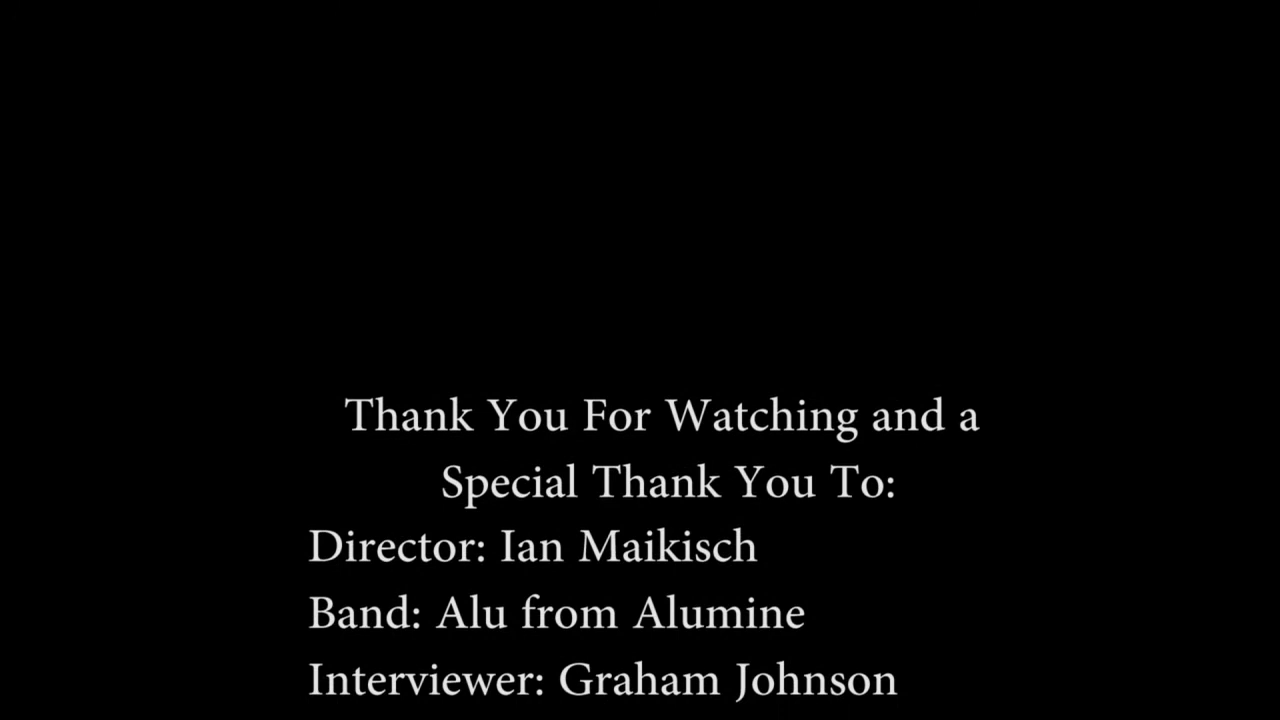 Thank You For Watching and a
Special Thank You To:
Director: Ian Maikisch
Band: Alu from Alumine
Interviewer: Graham Johnson